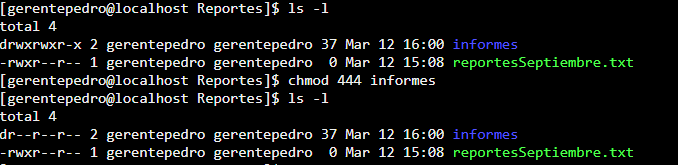 [gerentepedro@localhost Reportes]$ ls -l
total 4
drwxrwxr-x 2 gerentepedro gerentepedro 37 Mar 12 16:00 informes
-rwxr--r-- 1 gerentepedro gerentepedro  0 Mar 12 15:08 reportesSeptiembre.txt
[gerentepedro@localhost Reportes]$ chmod 444 informes
[gerentepedro@localhost Reportes]$ ls -l
total 4
dr--r--r-- 2 gerentepedro gerentepedro 37 Mar 12 16:00 informes
-rwxr--r-- 1 gerentepedro gerentepedro  0 Mar 12 15:08 reportesSeptiembre.txt